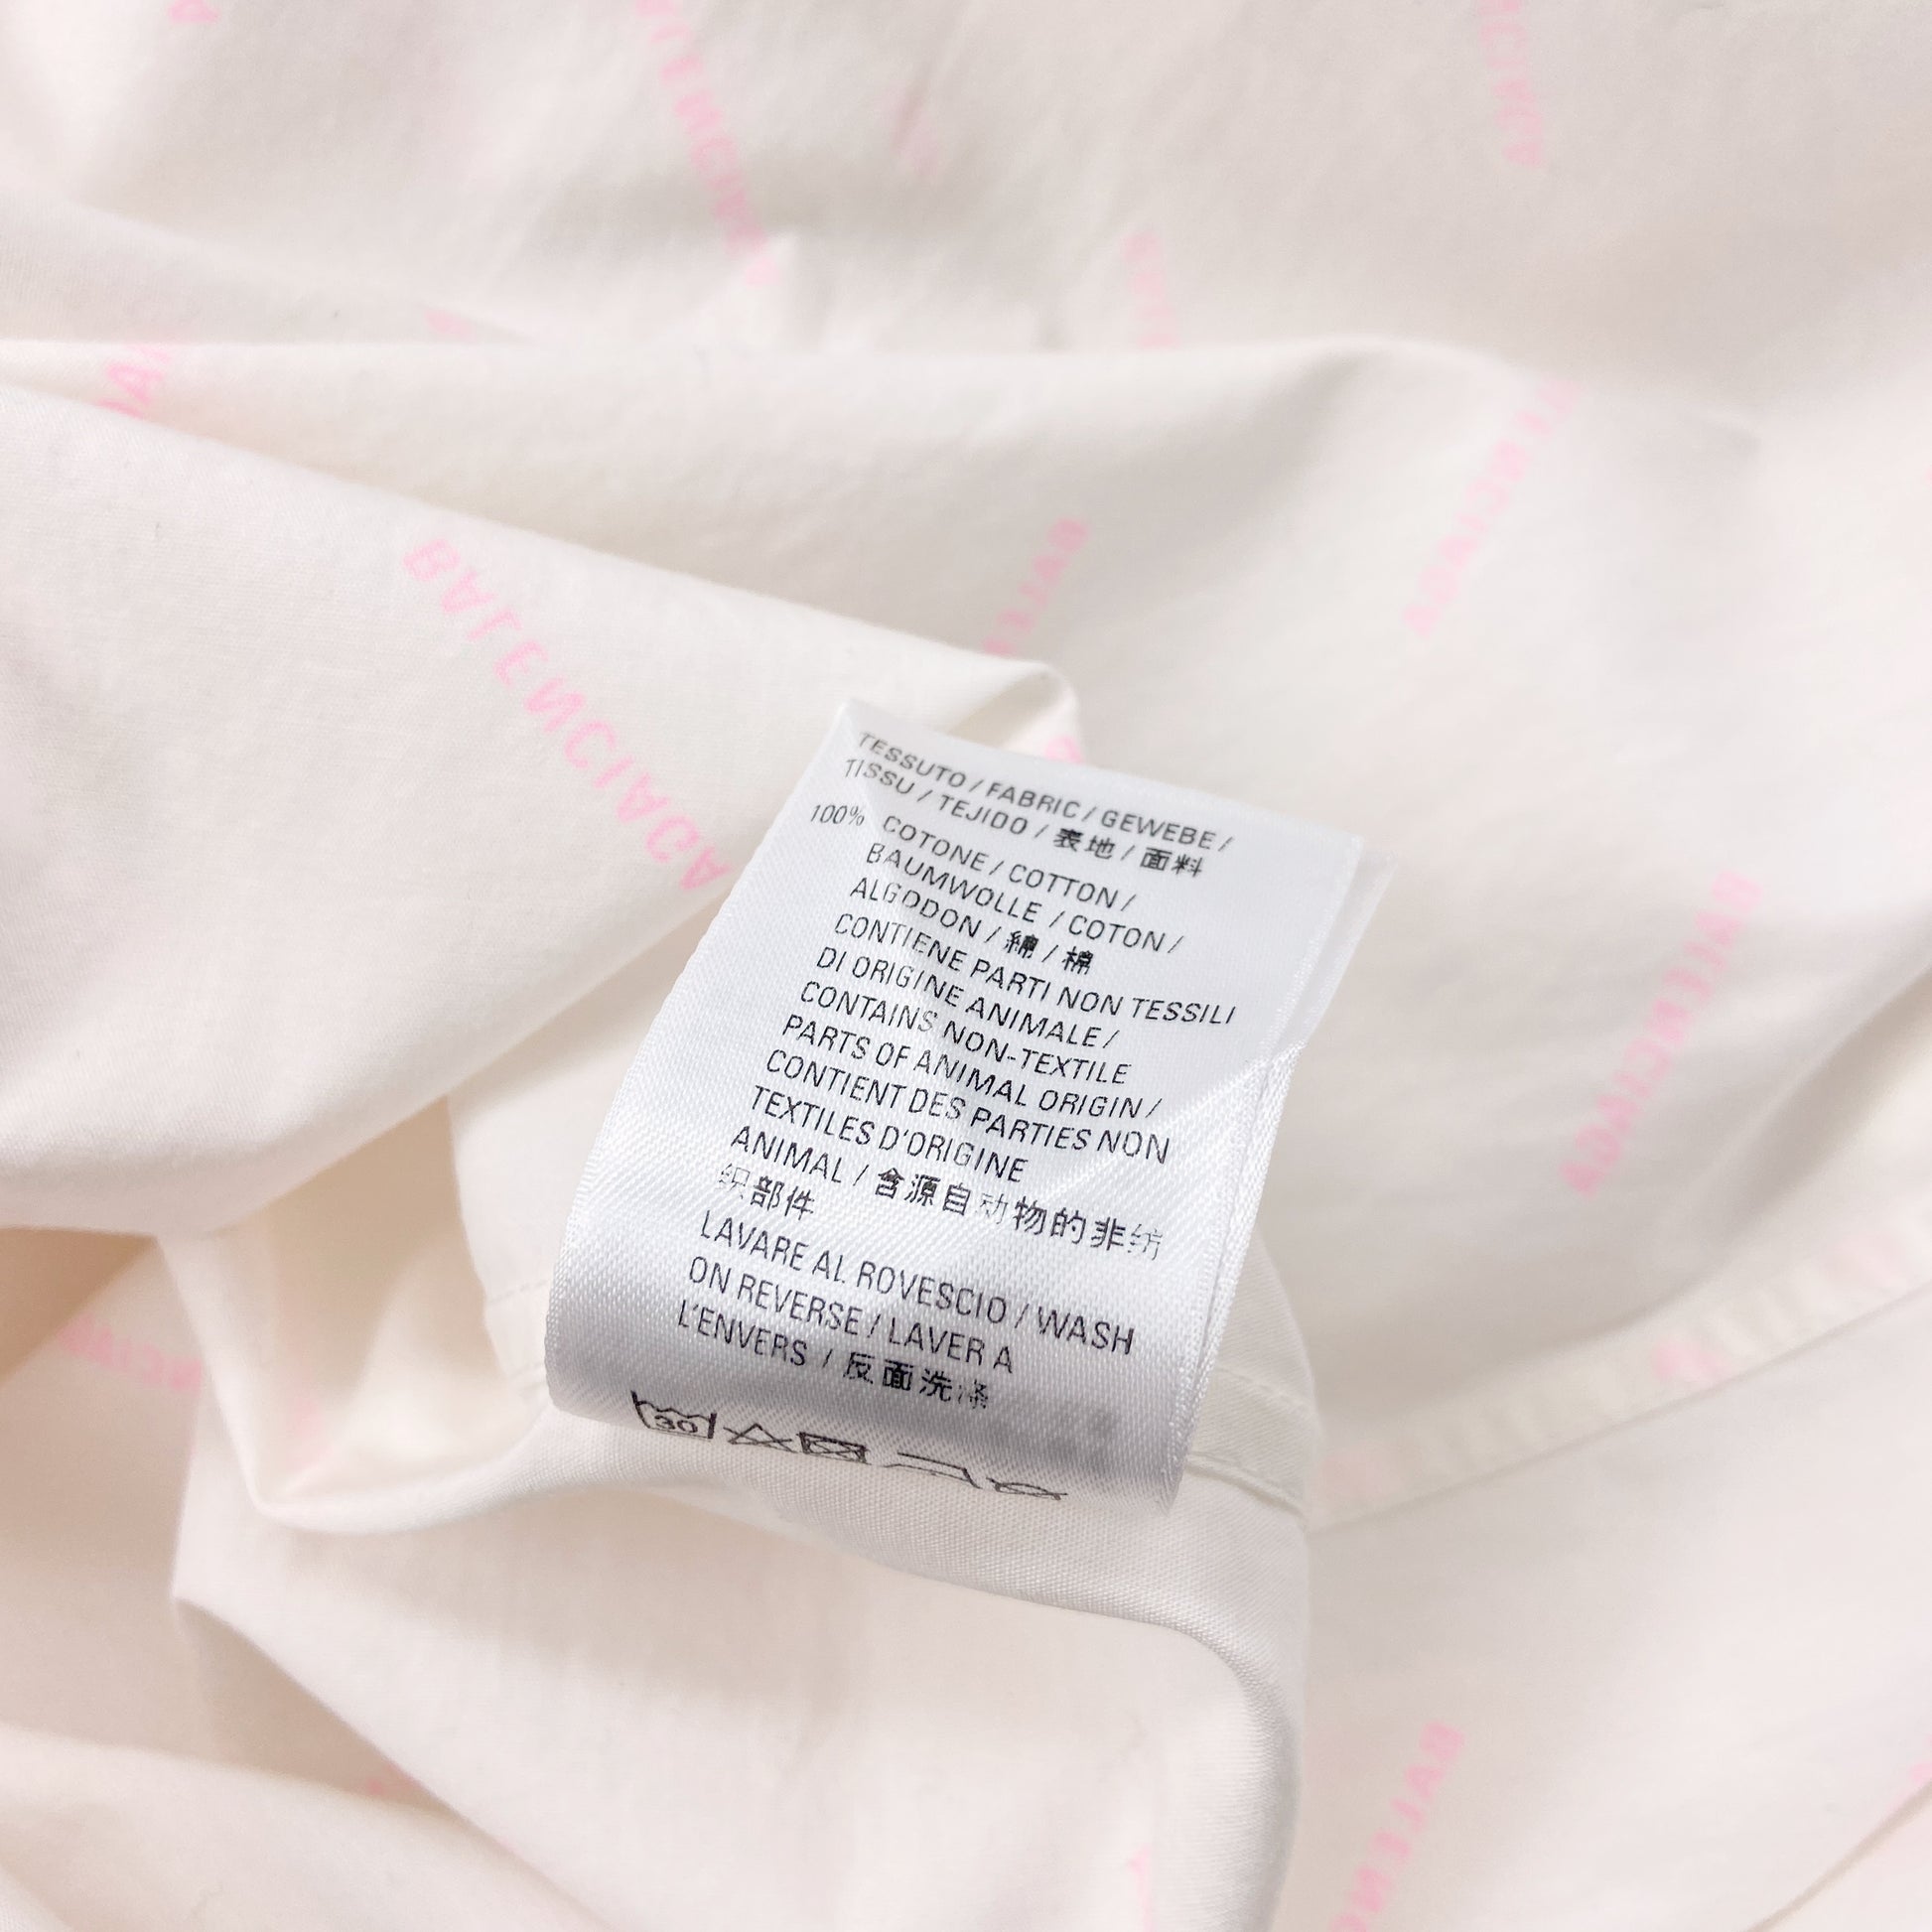 BALENCIAGA
TESSUTO / FABRIC / GEWEBE /
TISSU / TEJIDO / 表地 / 面料
100% COTONE / COTTON /
BAUMWOLLE / COTON /
ALGODON / 綿 / 棉
CONTIENE PARTI NON TESSILI
DI ORIGINE ANIMALE /
CONTAINS NON-TEXTILE
PARTS OF ANIMAL ORIGIN /
CONTIENT DES PARTIES NON
TEXTILES D'ORIGINE
ANIMAL / 含源自动物的非纺
织部件
LAVARE AL ROVESCIO / WASH
ON REVERSE / LAVER A
L'ENVERS / 反面洗涤
30